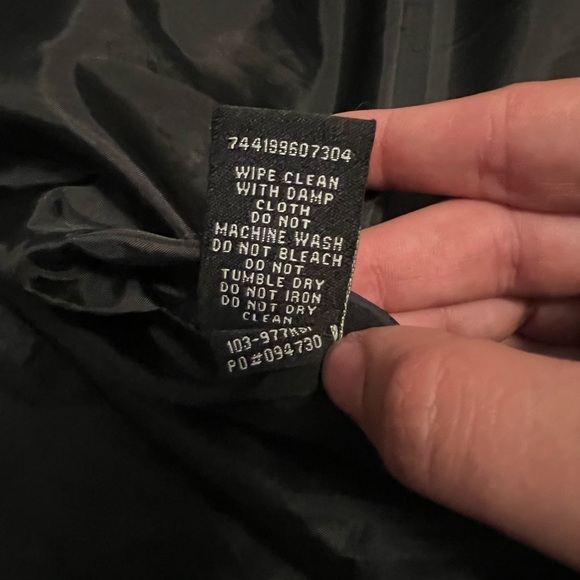 744199607304
WIPE CLEAN
WITH DAMP
CLOTH
DO NOT
MACHINE WASH
DO NOT BLEACH
DO NOT
TUMBLE DRY
DO NOT IRON
DO NOT DRY
CLEAN
PO#094730